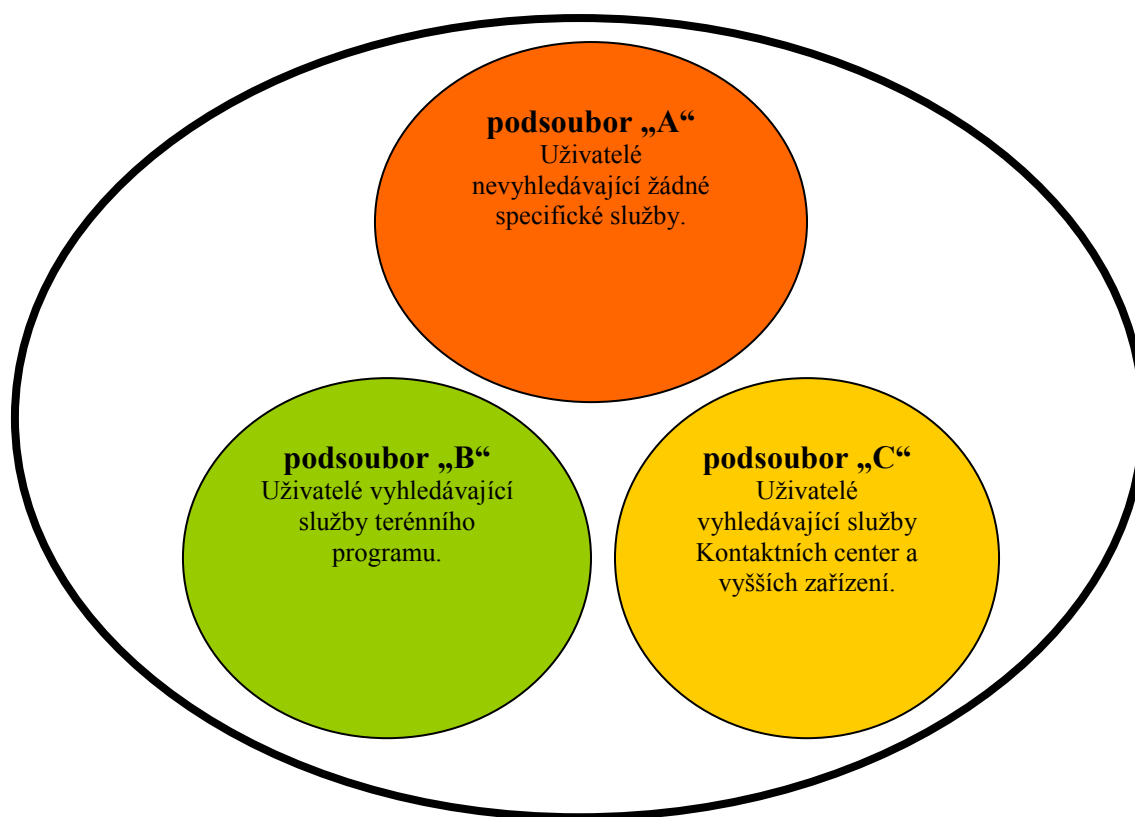 podsoubor „A“
Uživatelé
nevyhledávající žádné
specifické služby.
podsoubor „B“
Uživatelé vyhledávající
služby terénního
programu.
podsoubor „C“
Uživatelé
vyhledávající služby
Kontaktních center a
vyšších zařízení.